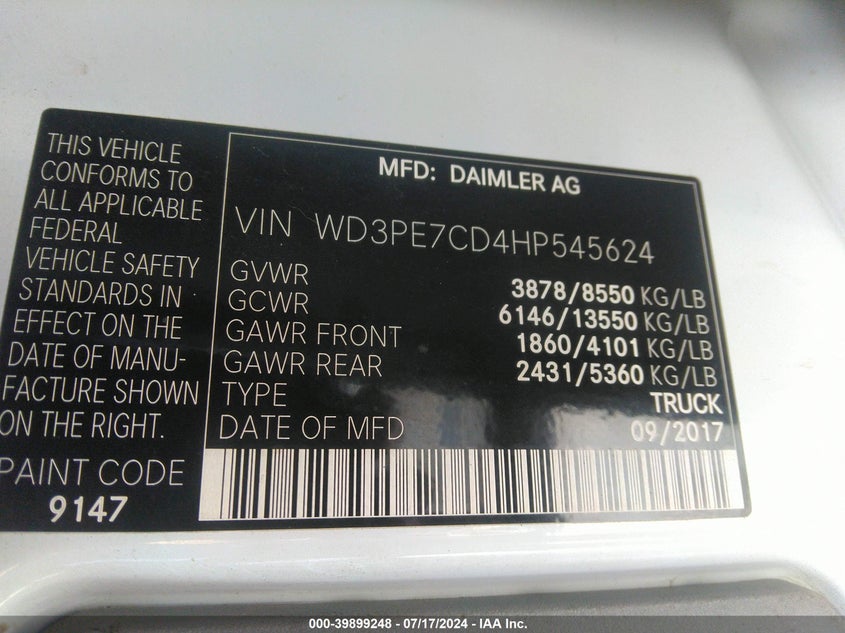 THIS VEHICLE
CONFORMS TO
ALL APPLICABLE
FEDERAL
VEHICLE SAFETY
STANDARDS IN
EFFECT ON THE
DATE OF MANU-
FACTURE SHOWN
ON THE RIGHT.
PAINT CODE
9147
MFD: DAIMLER AG
VIN WD3PE7CD4HP545624
GVWR 3878/8550 KG/LB
GCWR 6146/13550 KG/LB
GAWR FRONT 1860/4101 KG/LB
GAWR REAR 2431/5360 KG/LB
TYPE TRUCK
DATE OF MFD 09/2017
000-39899248 - 07/17/2024 - IAA Inc.